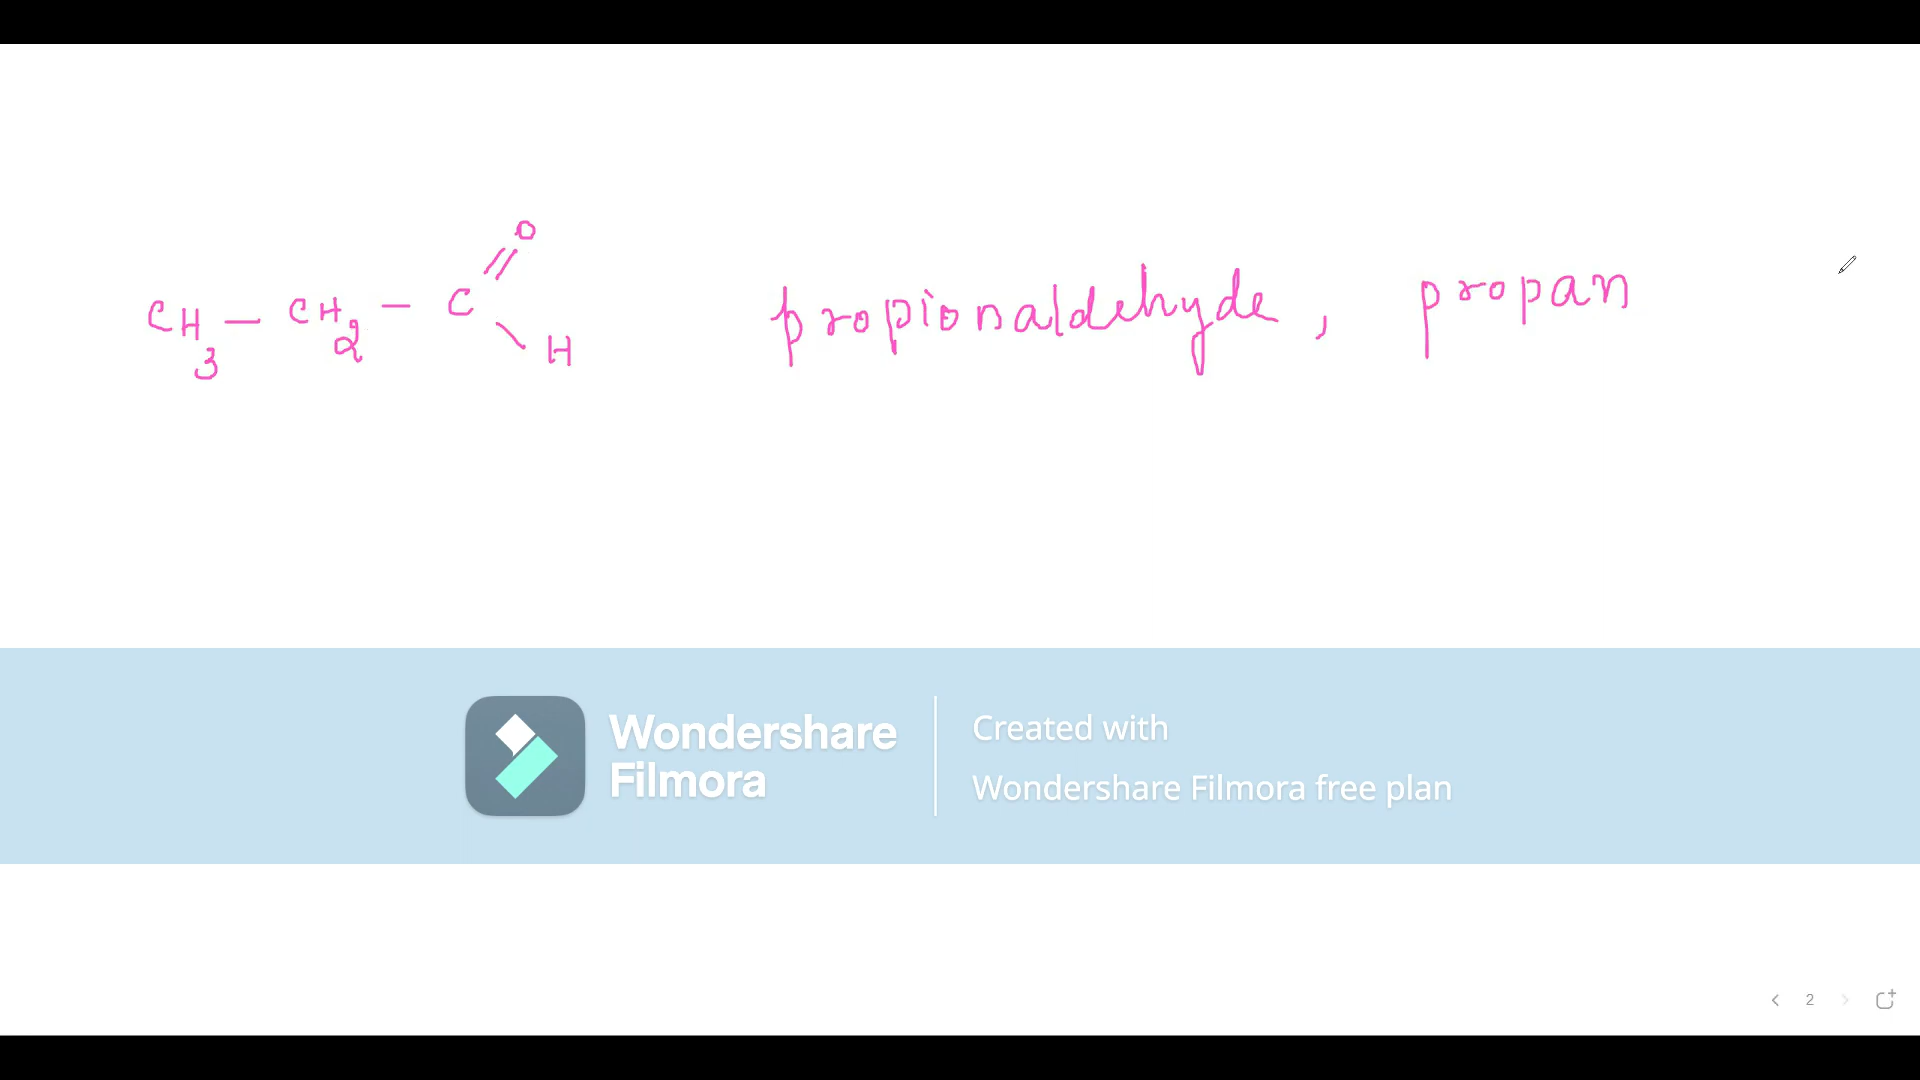 CH3 – CH2 – C
O
H
propionaldehyde, propan
Wondershare
Filmora
Created with
Wondershare Filmora free plan
2